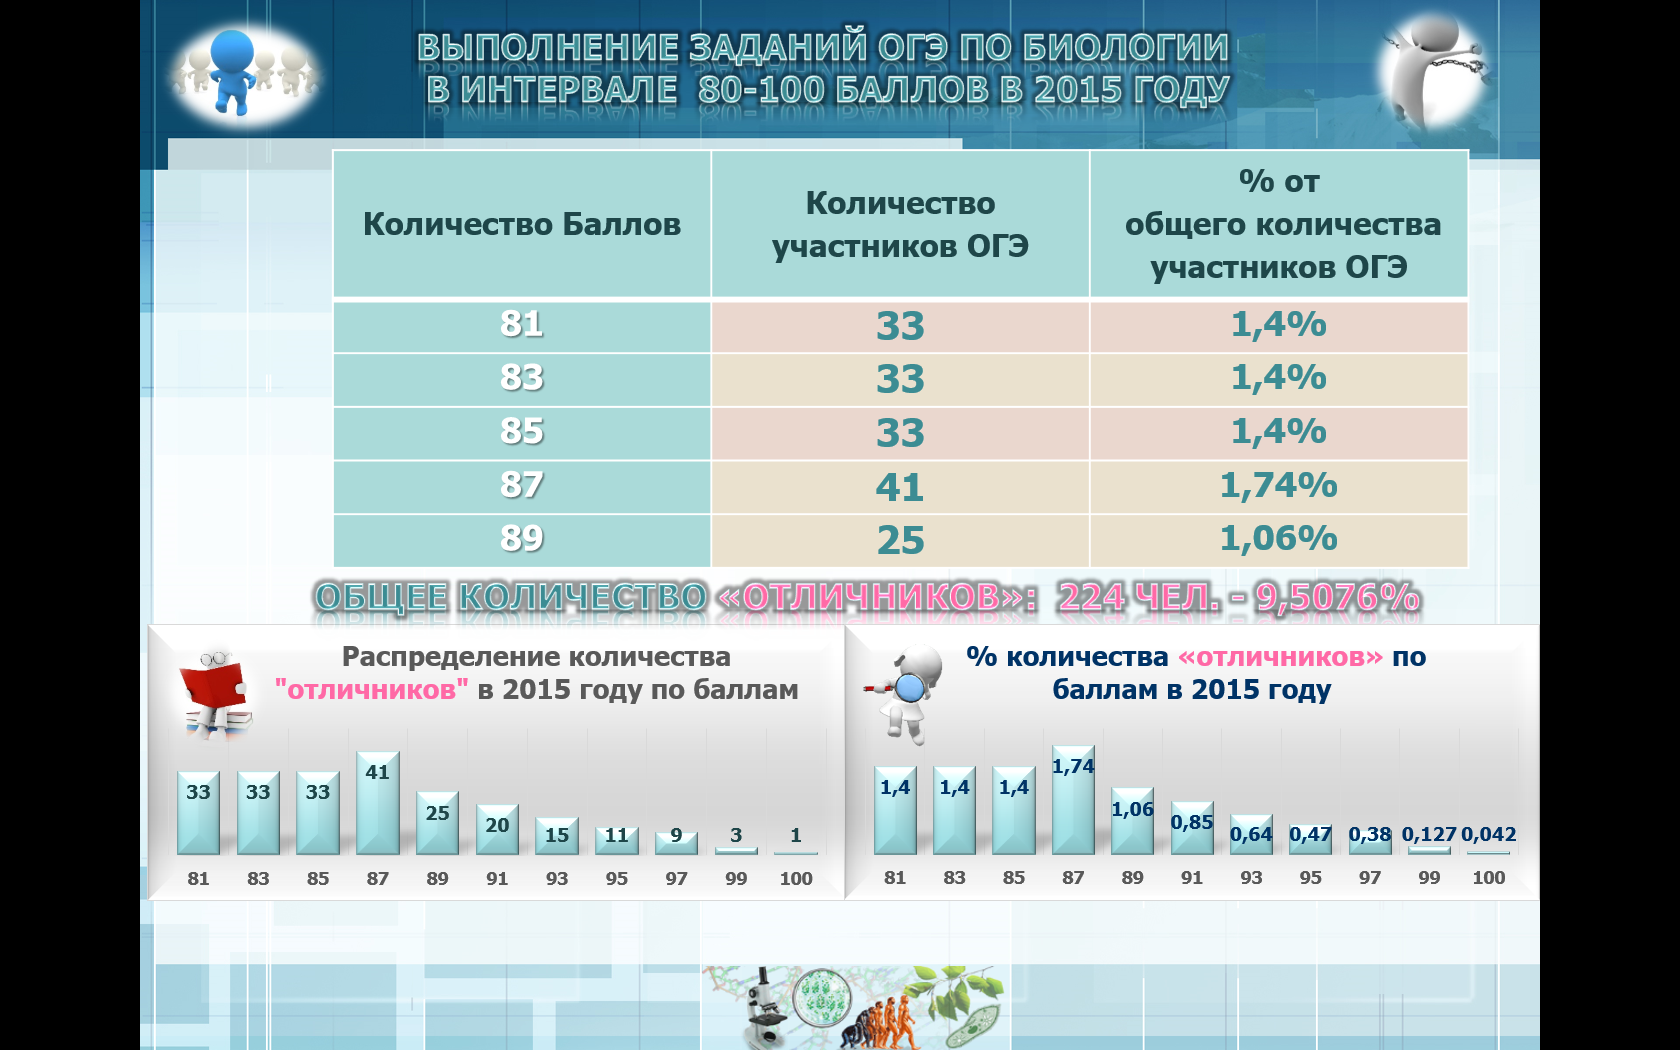 ВЫПОЛНЕНИЕ ЗАДАНИЙ ОГЭ ПО БИОЛОГИИ
В ИНТЕРВАЛЕ 80-100 БАЛЛОВ В 2015 ГОДУ
Количество Баллов
Количество
участников ОГЭ
% от
общего количества
участников ОГЭ
81 33 1,4%
83 33 1,4%
85 33 1,4%
87 41 1,74%
89 25 1,06%
ОБЩЕЕ КОЛИЧЕСТВО «ОТЛИЧНИКОВ»: 224 ЧЕЛ. - 9,5076%
Распределение количества
"отличников" в 2015 году по баллам
33 33 33 41 25 20 15 11 9 3 1
81 83 85 87 89 91 93 95 97 99 100
% количества «отличников» по
баллам в 2015 году
1,4 1,4 1,4 1,74 1,06 0,85 0,64 0,47 0,38 0,127 0,042
81 83 85 87 89 91 93 95 97 99 100